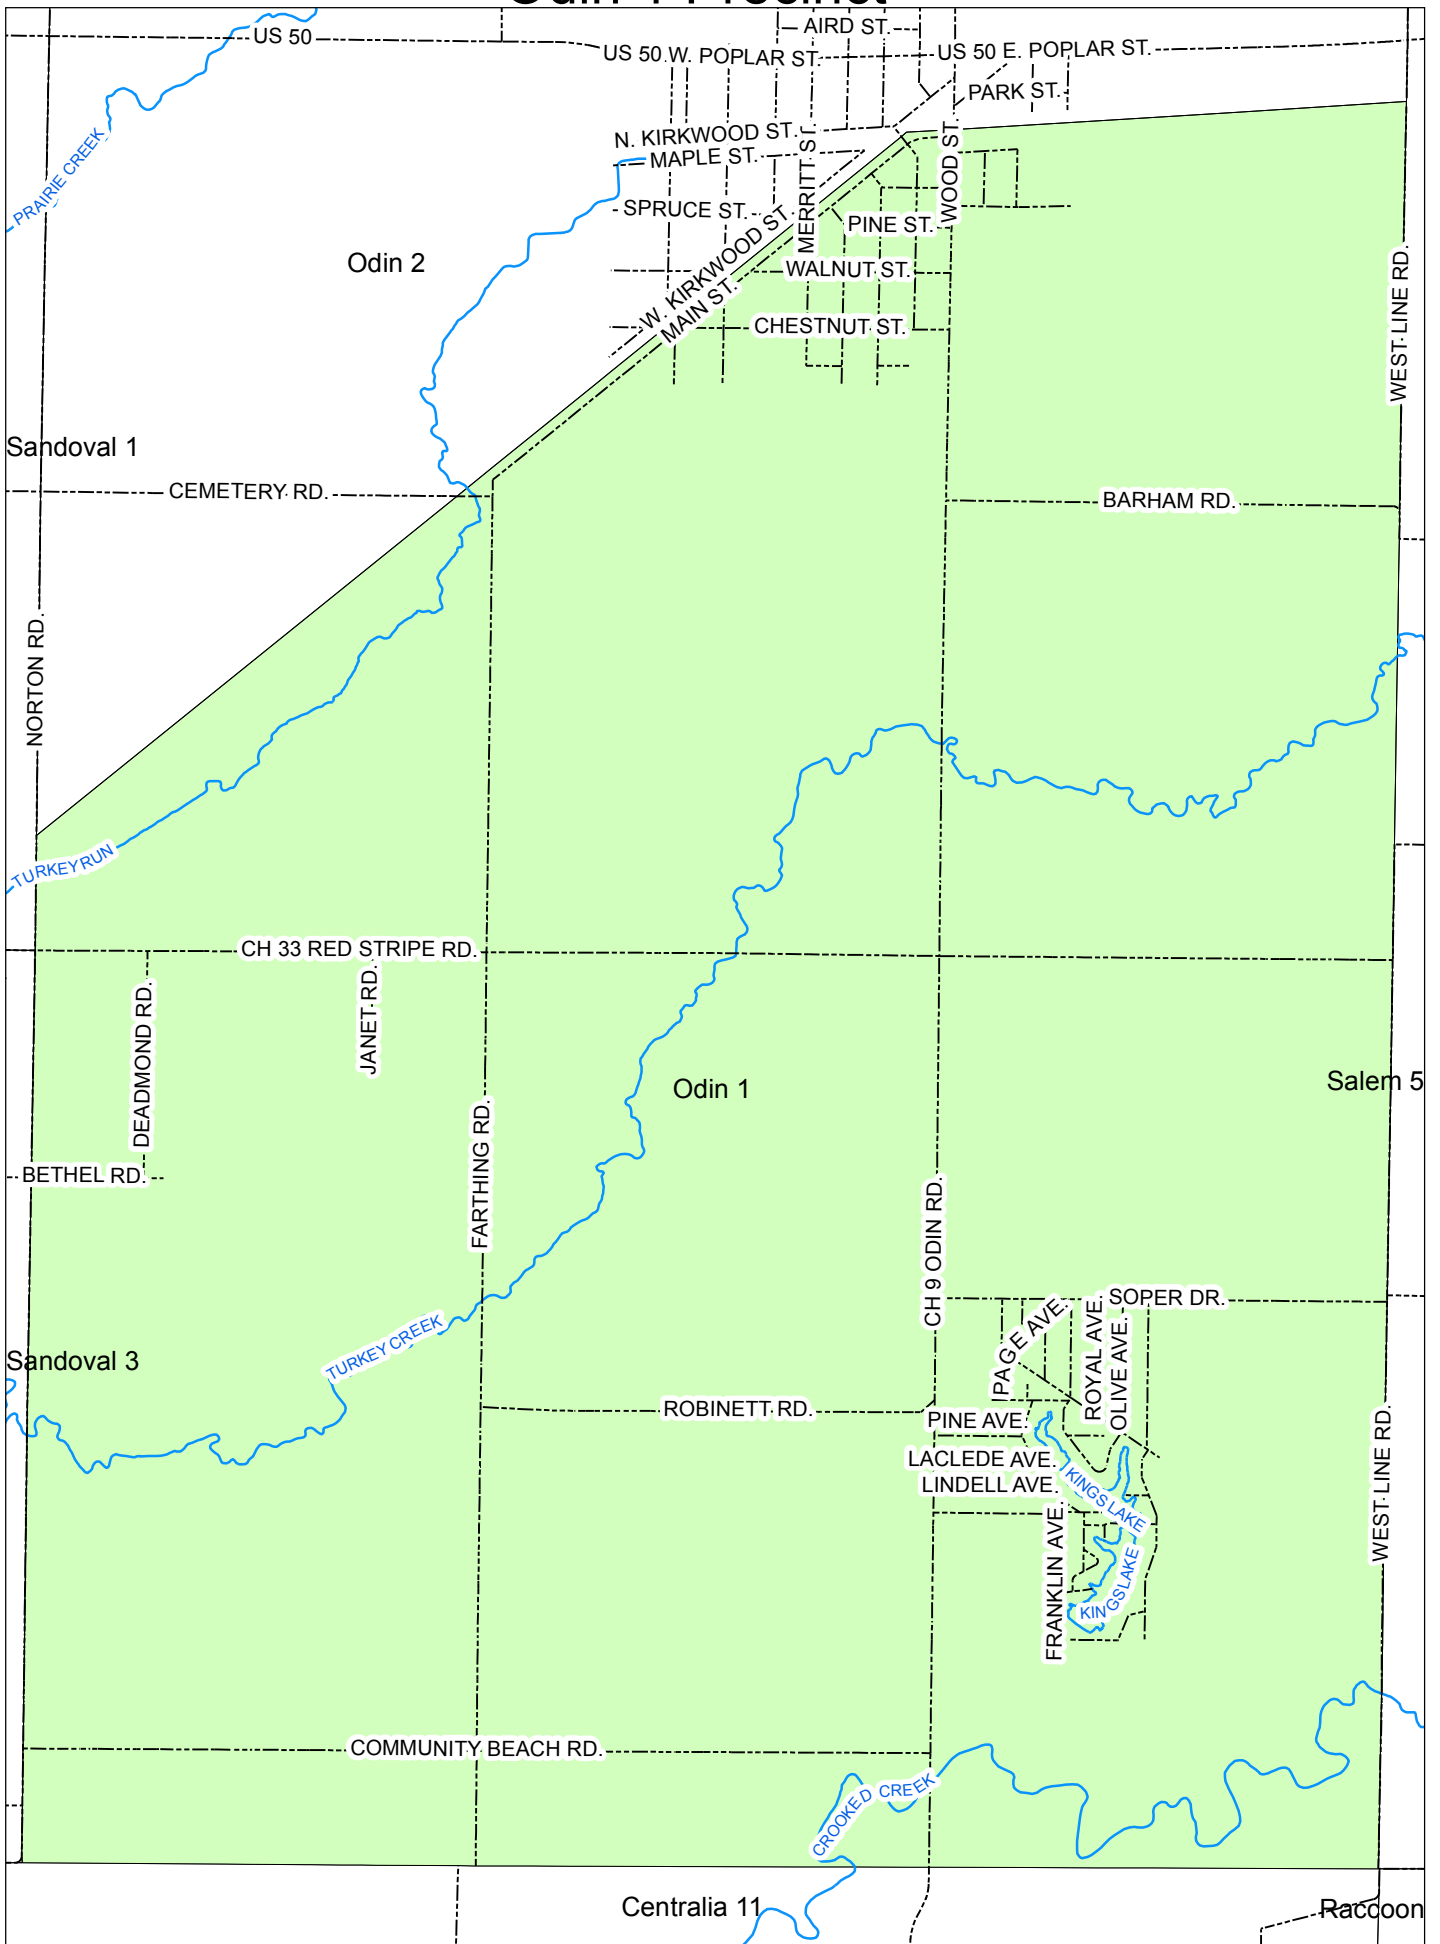 Odin 1 Precinct
AIRD ST.
US 50
US 50 W. POPLAR ST.
US 50 E. POPLAR ST.
PARK ST.
N. KIRKWOOD ST.
MAPLE ST.
PRAIRIE CREEK
MERRITT ST.
WOOD ST.
SPRUCE ST.
PINE ST.
Odin 2
W. KIRKWOOD ST.
WALNUT ST.
MAIN ST.
CHESTNUT ST.
WEST LINE RD.
Sandoval 1
CEMETERY RD.
BARHAM RD.
NORTON RD.
TURKEY RUN
CH 33 RED STRIPE RD.
JANET RD.
DEADMOND RD.
Odin 1
Salem 5
BETHEL RD.
FARTHING RD.
CH 9 ODIN RD.
SOPER DR.
PAGE AVE.
ROYAL AVE.
OLIVE AVE.
TURKEY CREEK
Sandoval 3
ROBINETT RD.
PINE AVE.
LACLEDE AVE.
LINDELL AVE.
KINGS LAKE
WEST LINE RD.
FRANKLIN AVE.
KINGS LAKE
COMMUNITY BEACH RD.
CROOKED CREEK
Centralia 11
Raccoon